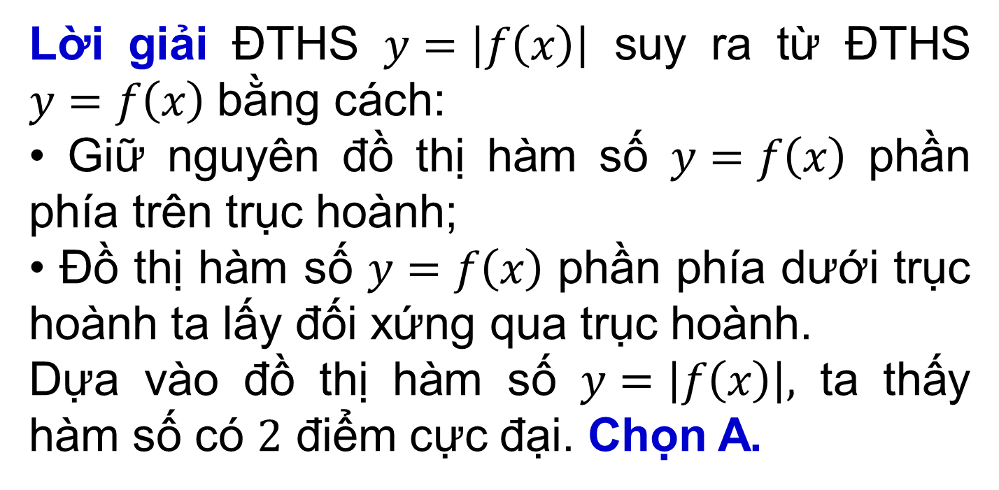 Lời giải ĐTHS y = |f(x)| suy ra từ ĐTHS
y = f(x) bằng cách:
• Giữ nguyên đồ thị hàm số y = f(x) phần
phía trên trục hoành;
• Đồ thị hàm số y = f(x) phần phía dưới trục
hoành ta lấy đối xứng qua trục hoành.
Dựa vào đồ thị hàm số y = |f(x)|, ta thấy
hàm số có 2 điểm cực đại. Chọn A.